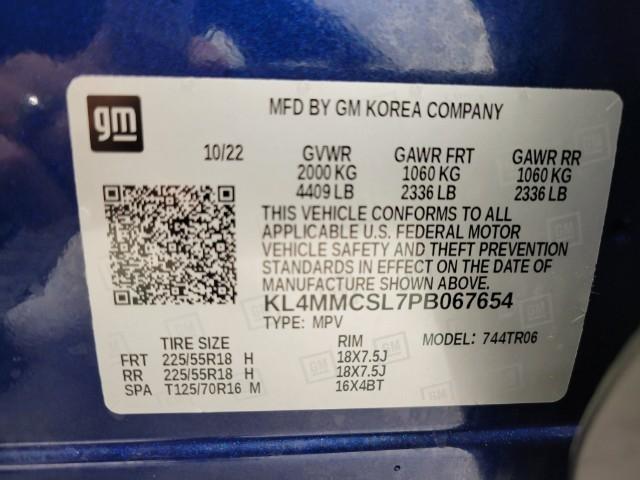 gm
MFD BY GM KOREA COMPANY
10/22 GVWR GAWR FRT GAWR RR
2000 KG 1060 KG 1060 KG
4409 LB 2336 LB 2336 LB
THIS VEHICLE CONFORMS TO ALL
APPLICABLE U.S. FEDERAL MOTOR
VEHICLE SAFETY AND THEFT PREVENTION
STANDARDS IN EFFECT ON THE DATE OF
MANUFACTURE SHOWN ABOVE.
KL4MMCSL7PB067654
TYPE: MPV
TIRE SIZE RIM MODEL: 744TR06
FRT 225/55R18 H 18X7.5J
RR 225/55R18 H 18X7.5J
SPA T125/70R16 M 16X4BT